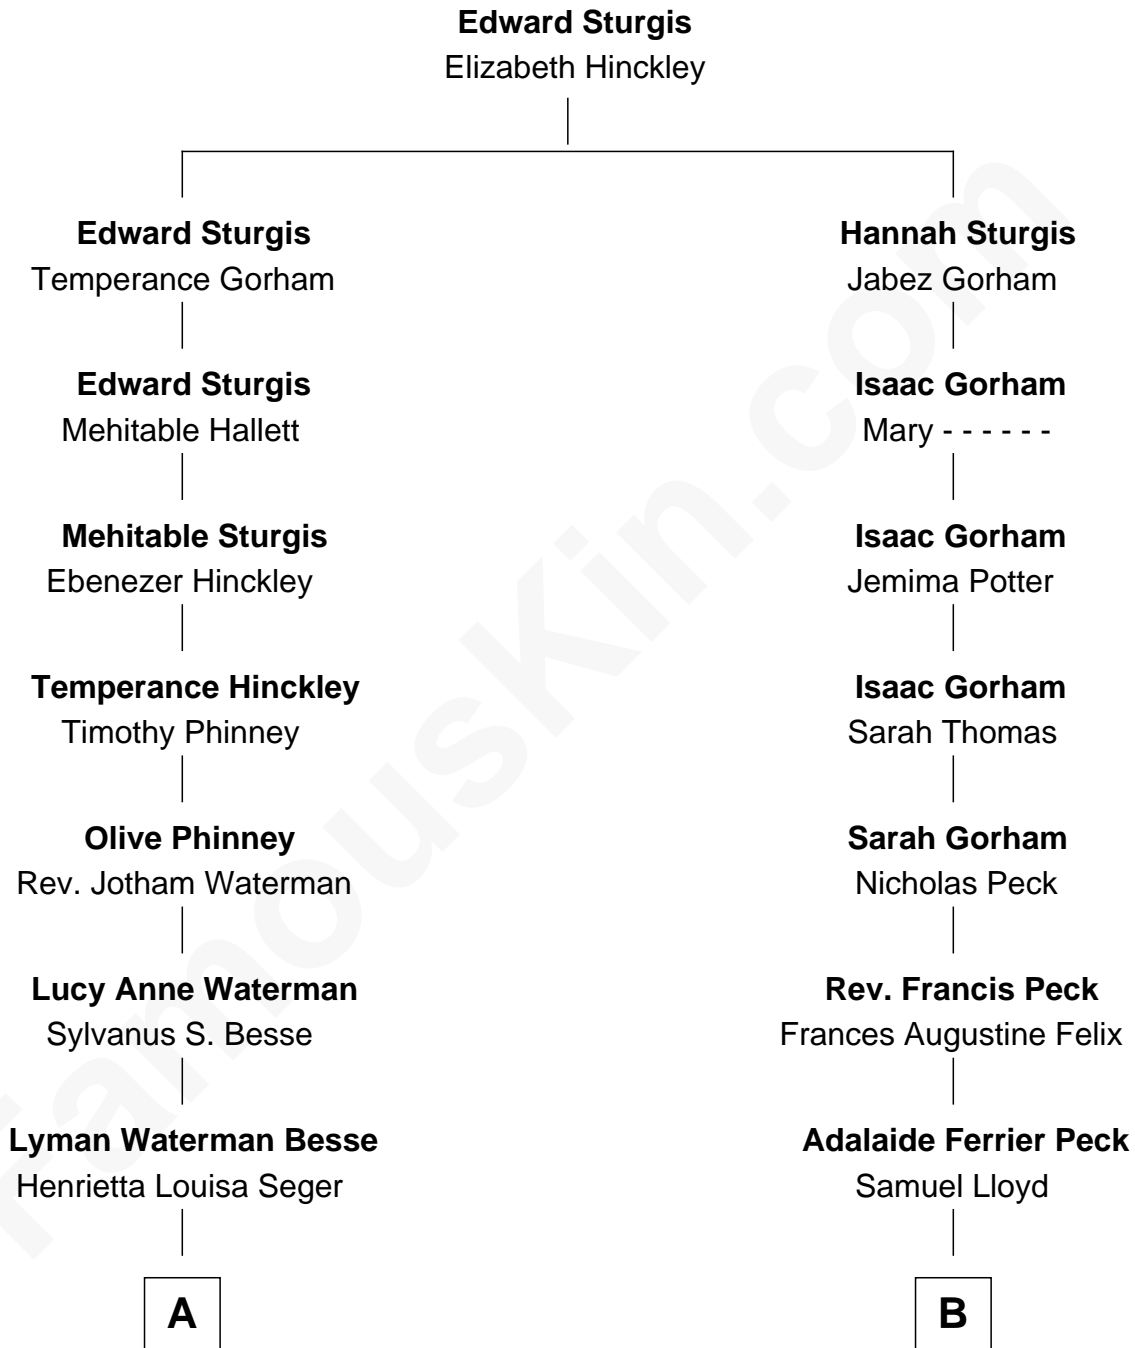 Edward Sturgis
Elizabeth Hinckley
Edward Sturgis
Temperance Gorham
Hannah Sturgis
Jabez Gorham
Edward Sturgis
Mehitable Hallett
Isaac Gorham
Mary - - - - - -
Mehitable Sturgis
Ebenezer Hinckley
Isaac Gorham
Jemima Potter
Temperance Hinckley
Timothy Phinney
Isaac Gorham
Sarah Thomas
Olive Phinney
Rev. Jotham Waterman
Sarah Gorham
Nicholas Peck
Lucy Anne Waterman
Sylvanus S. Besse
Rev. Francis Peck
Frances Augustine Felix
Lyman Waterman Besse
Henrietta Louisa Seger
Adalaide Ferrier Peck
Samuel Lloyd
A
B
FamousKin.com